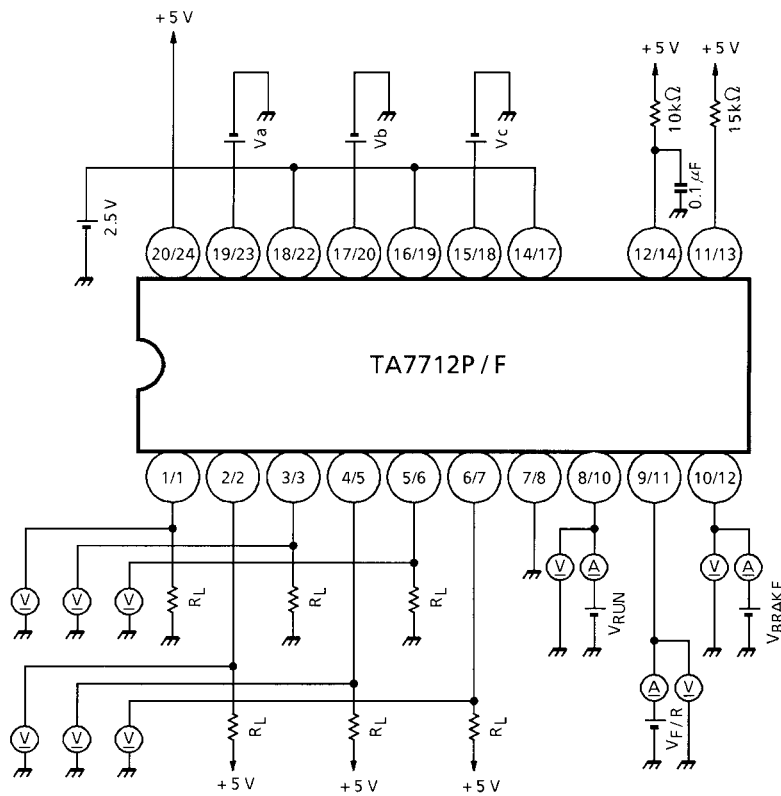 +5 V
+5 V +5 V
Va Vb Vc 10kΩ 15kΩ
2.5 V 0.1 μF
20/24 19/23 18/22 17/20 16/19 15/18 14/17 12/14 11/13
TA7712P / F
1/1 2/2 3/3 4/5 5/6 6/7 7/8 8/10 9/11 10/12
V V V RL RL RL V A VRUN V A VBRAKE
V V V RL RL RL A VF/R V
+5 V +5 V +5 V